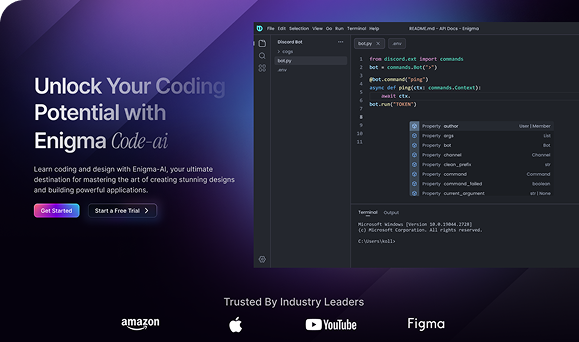 Unlock Your Coding
Potential with
Enigma Code-ai
Learn coding and design with Enigma-AI, your ultimate
destination for mastering the art of creating stunning designs
and building powerful applications.
Get Started
Start a Free Trial
File Edit Selection View Go Run Terminal Help
README.md - API Docs - Enigma
Discord Bot
cogs
bot.py
.env
bot.py
.env
1 from discord.ext import commands
2 bot = commands.Bot(">")
3
4 @bot.command("ping")
5 async def ping(ctx: commands.Context):
6 await ctx.
7 bot.run("TOKEN")
8
9
10
11
Property author User | Member
Property args List
Property bot Bot
Property channel Channel
Property clean_prefix str
Property command Command
Property command_failed boolean
Property current_argument str | None
Terminal Output
Microsoft Windows [Version 10.0.19044.2728]
(c) Microsoft Corporation. All rights reserved.
C:\Users\Koll>
Trusted By Industry Leaders
amazon
YouTube
Figma